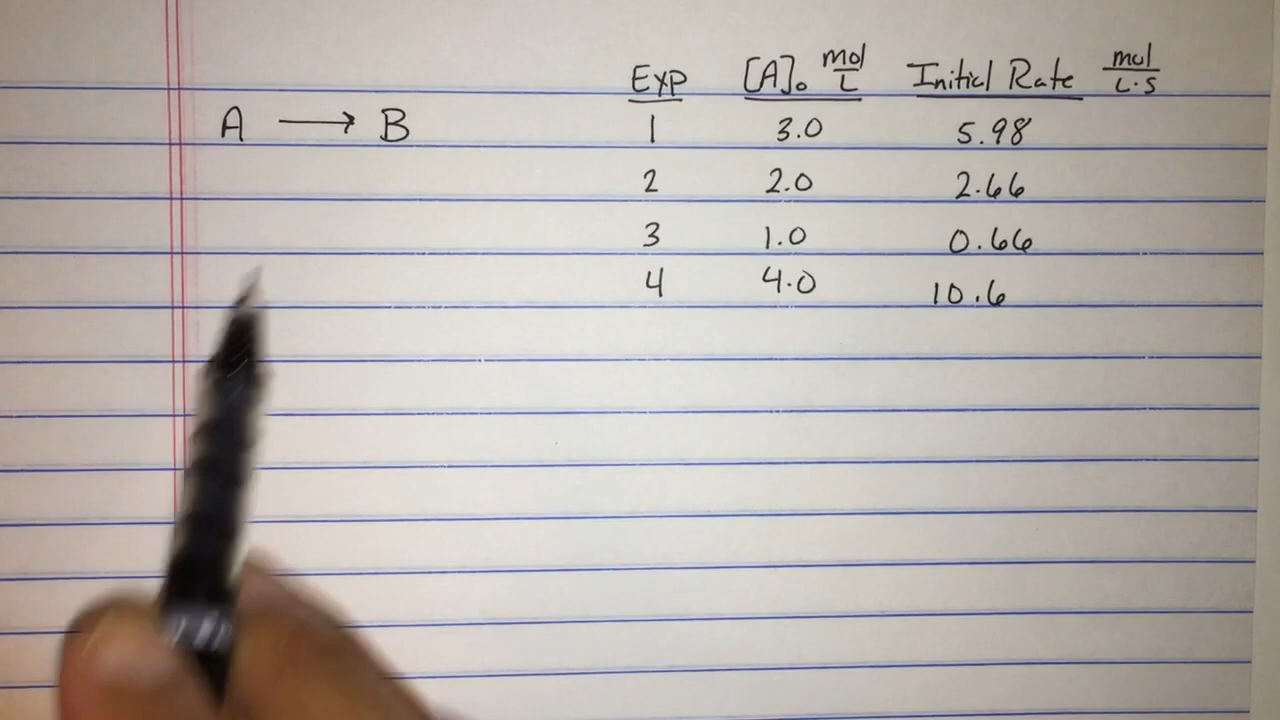 Exp [A]₀ mol/L Initial Rate mol/L·s
A → B 1 3.0 5.98
2 2.0 2.66
3 1.0 0.66
4 4.0 10.6